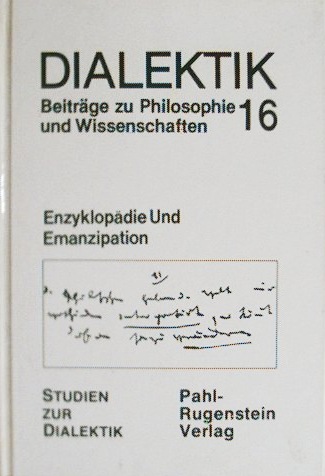 DIALEKTIK
Beiträge zu Philosophie
und Wissenschaften 16
Enzyklopädie Und
Emanzipation
STUDIEN
ZUR
DIALEKTIK
Pahl-
Rugenstein
Verlag